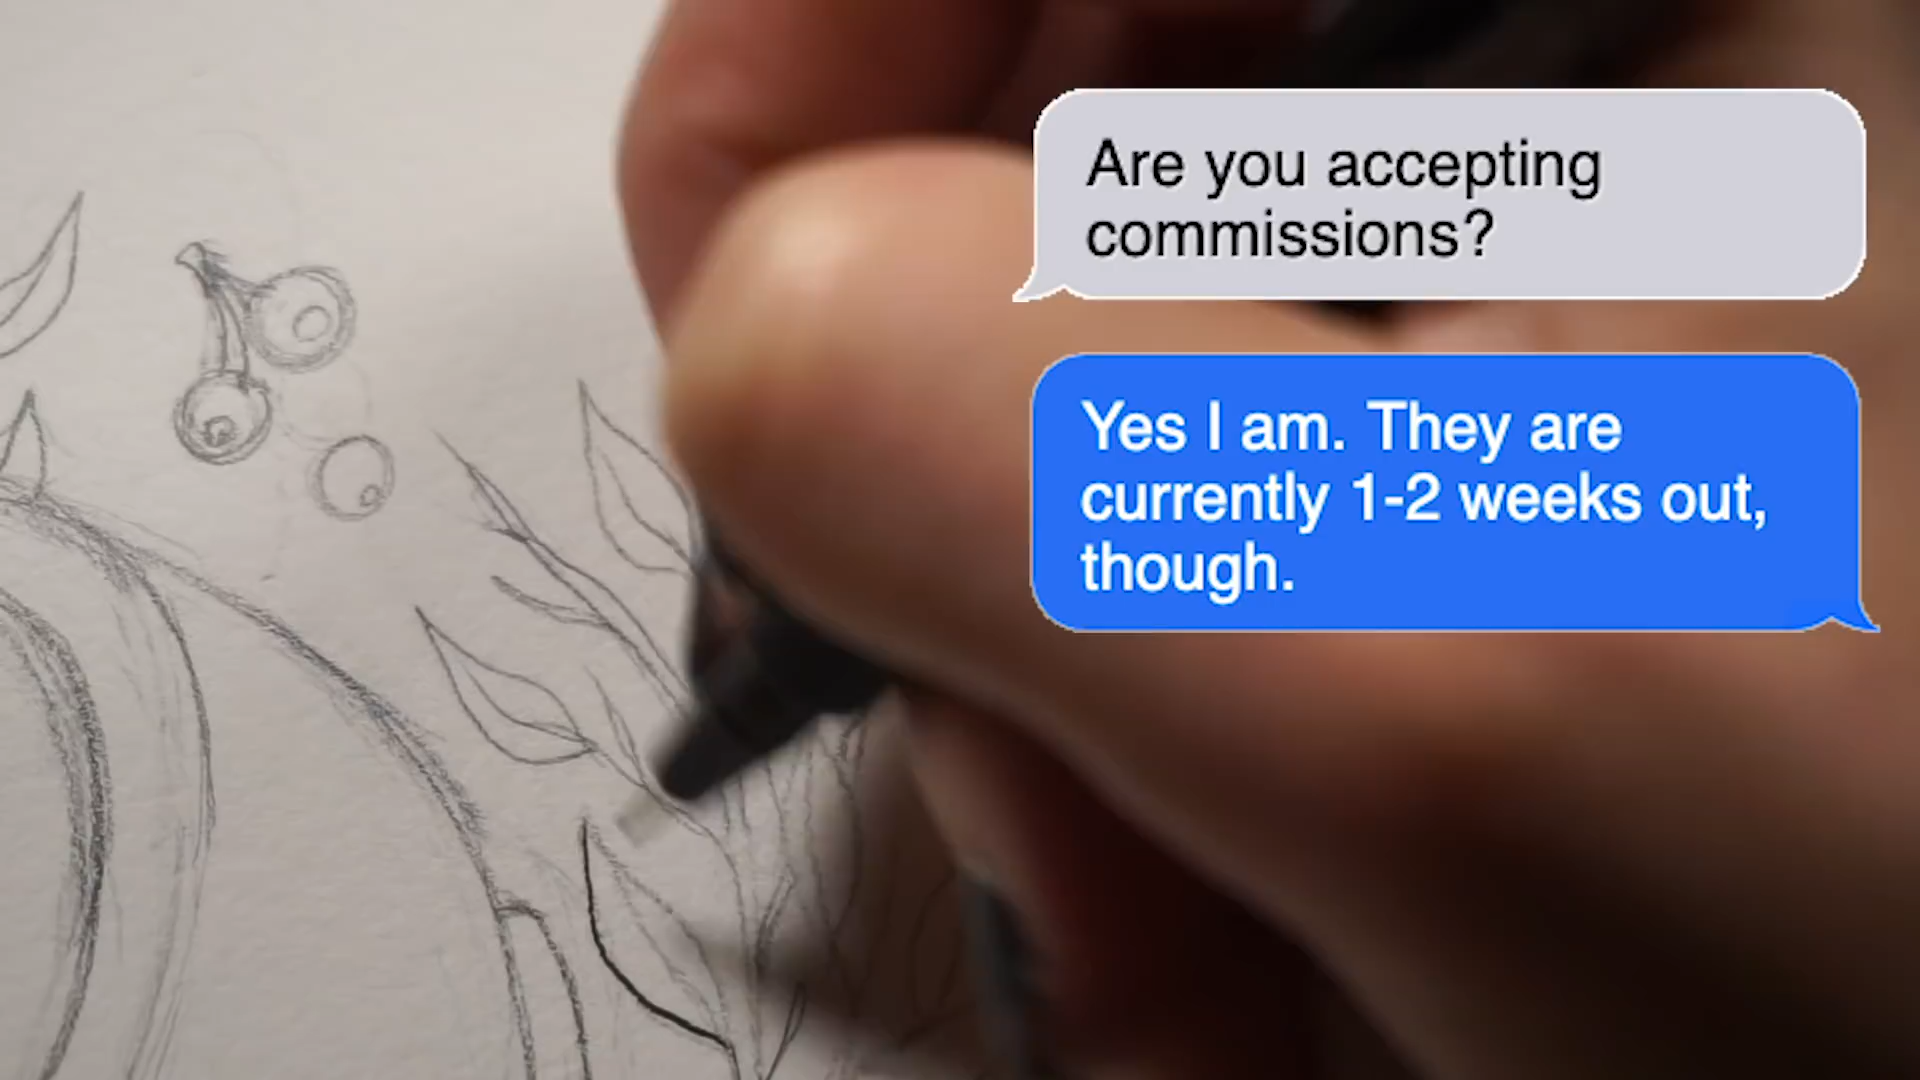 Are you accepting
commissions?
Yes I am. They are
currently 1-2 weeks out,
though.